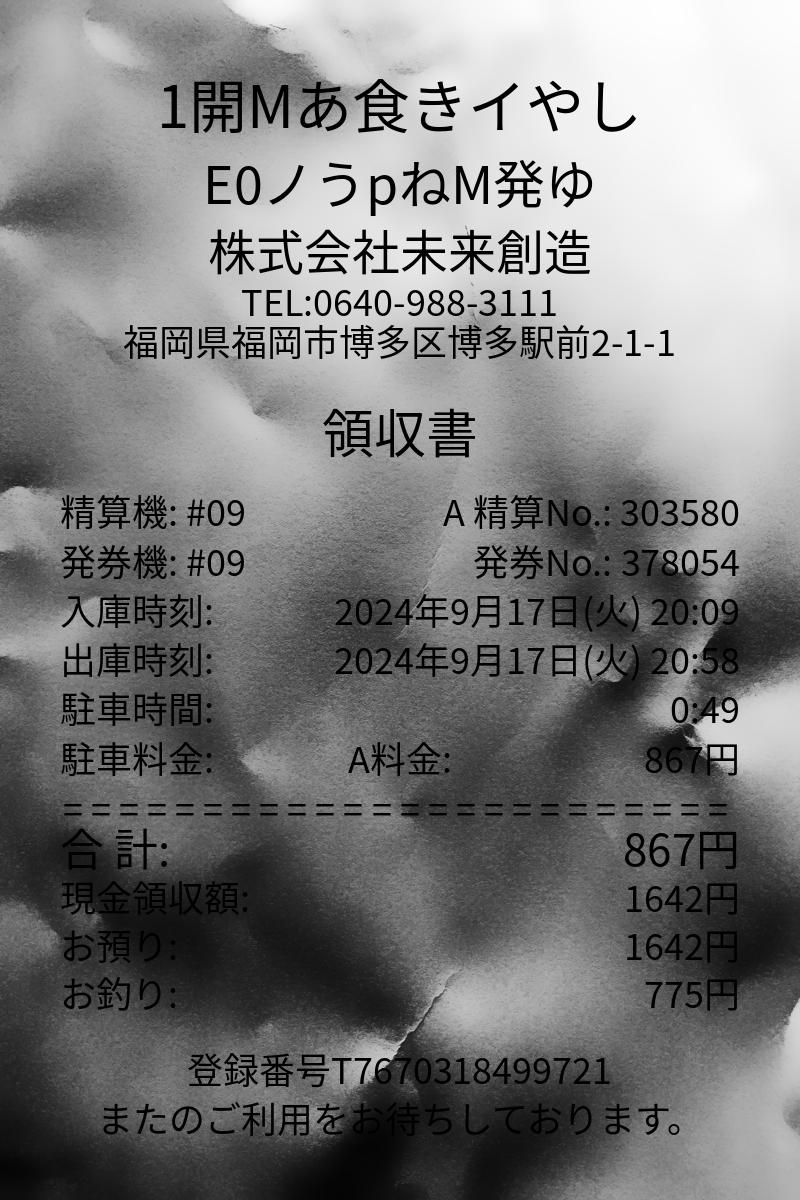 1開Mあ食きイやし
E0ノうpねM発ゆ
株式会社未来創造
TEL:0640-988-3111
福岡県福岡市博多区博多駅前2-1-1
領収書
精算機: #09 A 精算No.: 303580
発券機: #09 発券No.: 378054
入庫時刻: 2024年9月17日(火) 20:09
出庫時刻: 2024年9月17日(火) 20:58
駐車時間: 0:49
駐車料金: A料金: 867円
========================
合 計: 867円
現金領収額: 1642円
お預り: 1642円
お釣り: 775円
登録番号T7670318499721
またのご利用をお待ちしております。